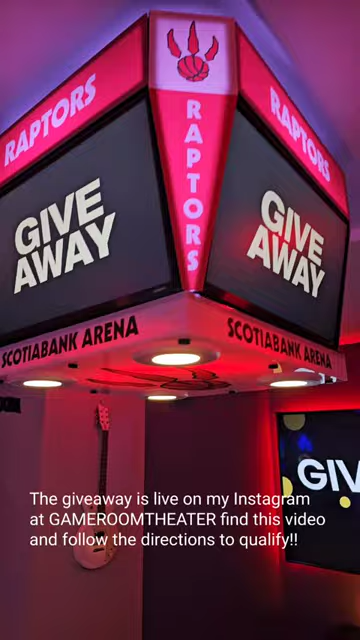 RAPTORS
RAPTORS
RAPTORS
GIVE
AWAY
GIVE
AWAY
SCOTIABANK ARENA
SCOTIABANK ARENA
GIV
The giveaway is live on my Instagram
at GAMEROOMTHEATER find this video
and follow the directions to qualify!!